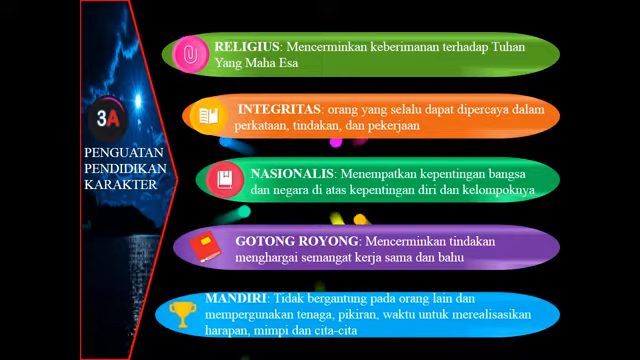 3A
PENGUATAN
PENDIDIKAN
KARAKTER
RELIGIUS: Mencerminkan keberimanan terhadap Tuhan
Yang Maha Esa
INTEGRITAS: orang yang selalu dapat dipercaya dalam
perkataan, tindakan, dan pekerjaan
NASIONALIS: Menempatkan kepentingan bangsa
dan negara di atas kepentingan diri dan kelompoknya
GOTONG ROYONG: Mencerminkan tindakan
menghargai semangat kerja sama dan bahu
MANDIRI: Tidak bergantung pada orang lain dan
mempergunakan tenaga, pikiran, waktu untuk merealisasikan
harapan, mimpi dan cita-cita